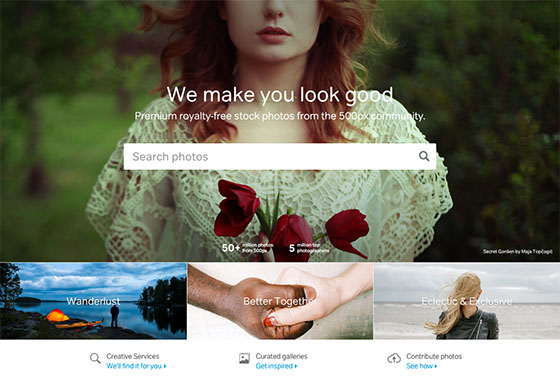 We make you look good
Premium royalty-free stock photos from the 500px community.
Search photos
50+ million photos from 500px
5 million top photographers
Secret Garden by Maja Topčagić
Wanderlust
Better Together
Eclectic & Exclusive
Creative Services
We'll find it for you
Curated galleries
Get inspired
Contribute photos
See how